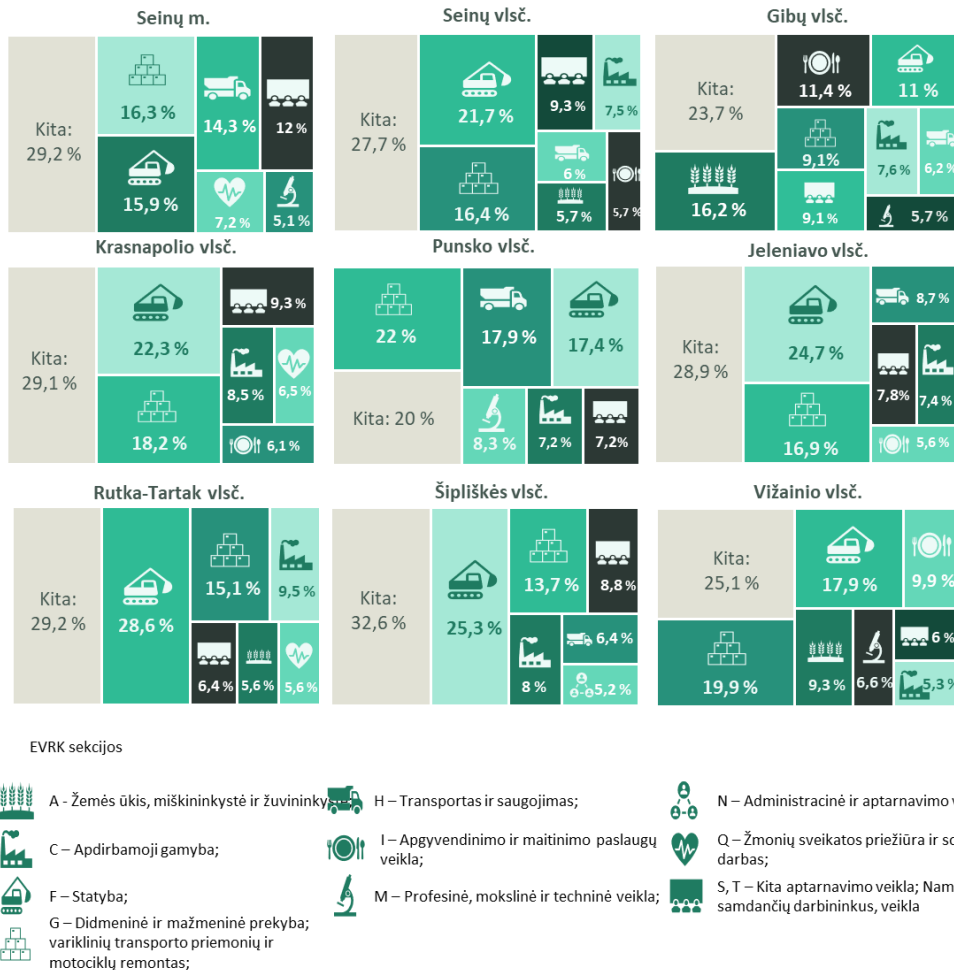 Seinų m.
Kita:
29,2 %
16,3 %
15,9 %
14,3 %
12 %
7,2 %
5,1 %
Seinų vlsč.
Kita:
27,7 %
21,7 %
16,4 %
9,3 %
7,5 %
6 %
5,7 %
5,7 %
Gibų vlsč.
Kita:
23,7 %
16,2 %
11,4 %
11 %
9,1%
9,1 %
7,6 %
6,2 %
5,7 %
Krasnapolio vlsč.
Kita:
29,1 %
22,3 %
18,2 %
9,3 %
8,5 %
6,5 %
6,1 %
Punsko vlsč.
22 %
Kita: 20 %
17,9 %
17,4 %
8,3 %
7,2 %
7,2%
Jeleniavo vlsč.
Kita:
28,9 %
24,7 %
16,9 %
8,7 %
7,8%
7,4 %
5,6 %
Rutka-Tartak vlsč.
Kita:
29,2 %
28,6 %
15,1 %
9,5 %
6,4 %
5,6 %
5,6 %
Šipliškės vlsč.
Kita:
32,6 %
25,3 %
13,7 %
8,8 %
8 %
6,4 %
5,2 %
Vižainio vlsč.
Kita:
25,1 %
19,9 %
17,9 %
9,9 %
9,3 %
6,6 %
6 %
5,3 %
EVRK sekcijos
A - Žemės ūkis, miškininkystė ir žuvininkystė;
C – Apdirbamoji gamyba;
F – Statyba;
G – Didmeninė ir mažmeninė prekyba;
variklinių transporto priemonių ir
motociklų remontas;
H – Transportas ir saugojimas;
I – Apgyvendinimo ir maitinimo paslaugų
veikla;
M – Profesinė, mokslinė ir techninė veikla;
N – Administracinė ir aptarnavimo
Q – Žmonių sveikatos priežiūra ir
darbas;
S, T – Kita aptarnavimo veikla;
samdančių darbininkus, veikla